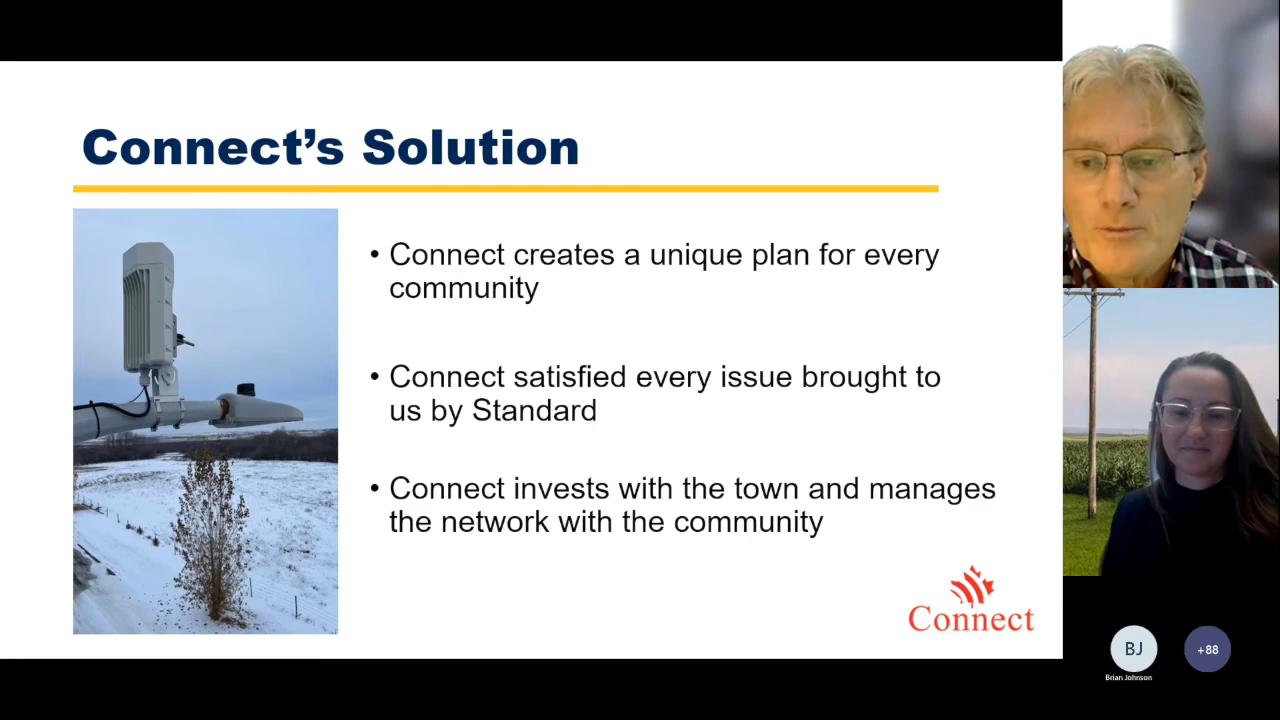 Connect’s Solution
• Connect creates a unique plan for every
community
• Connect satisfied every issue brought to
us by Standard
• Connect invests with the town and manages
the network with the community
Connect
BJ
+88
Brian Johnson